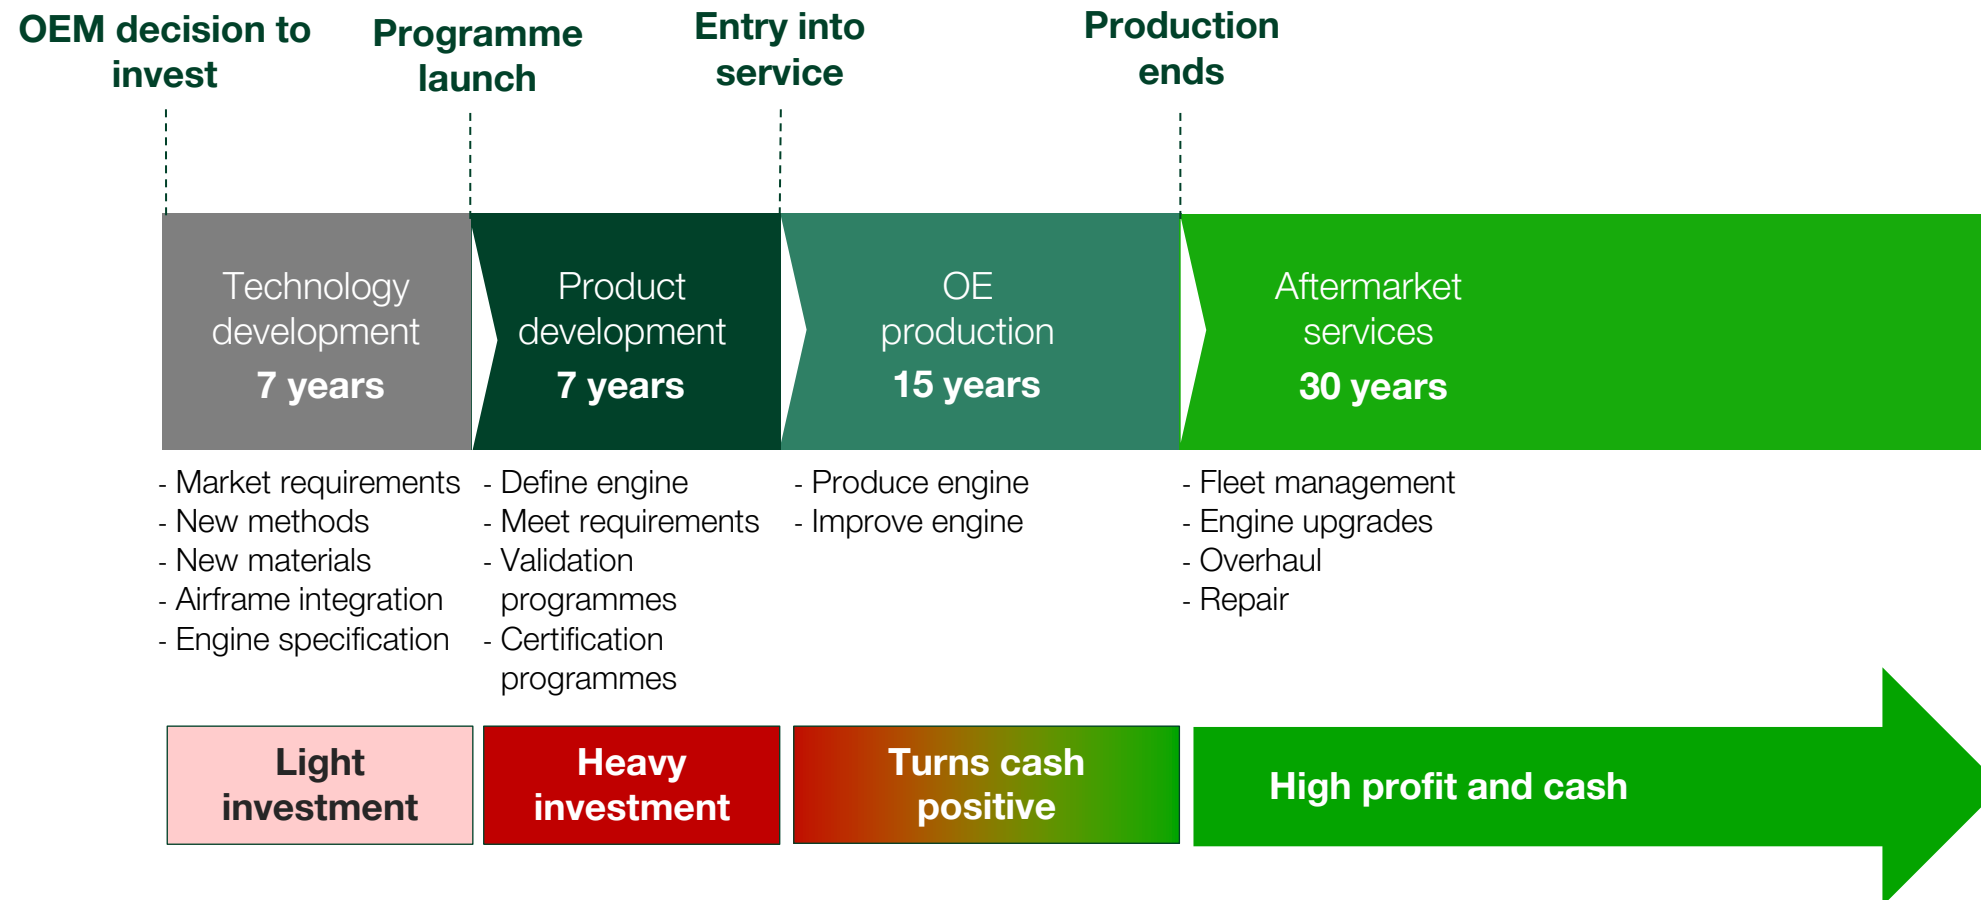 OEM decision to
invest
Programme
launch
Entry into
service
Production
ends
Technology
development
7 years
Product
development
7 years
OE
production
15 years
Aftermarket
services
30 years
- Market requirements
- New methods
- New materials
- Airframe integration
- Engine specification
- Define engine
- Meet requirements
- Validation
programmes
- Certification
programmes
- Produce engine
- Improve engine
- Fleet management
- Engine upgrades
- Overhaul
- Repair
Light
investment
Heavy
investment
Turns cash
positive
High profit and cash